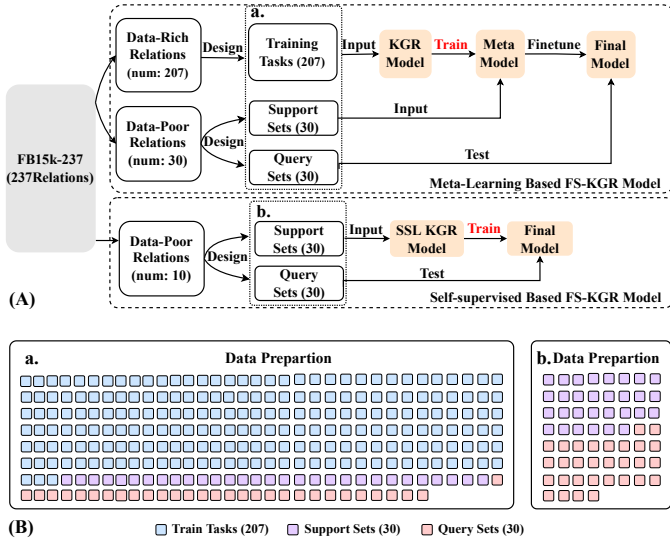 a.
Data-Rich
Relations
(num: 207)
Design
Training
Tasks (207)
Input
KGR
Model
Train
Meta
Model
Finetune
Final
Model
FB15k-237
(237Relations)
Data-Poor
Relations
(num: 30)
Design
Support
Sets (30)
Input
Query
Sets (30)
Test
Meta-Learning Based FS-KGR Model
b.
Data-Poor
Relations
(num: 10)
Design
Support
Sets (30)
Input
SSL KGR
Model
Train
Final
Model
Query
Sets (30)
Test
Self-supervised Based FS-KGR Model
(A)
a.
Data Prepartion
b.
Data Prepartion
(B)
Train Tasks (207)
Support Sets (30)
Query Sets (30)